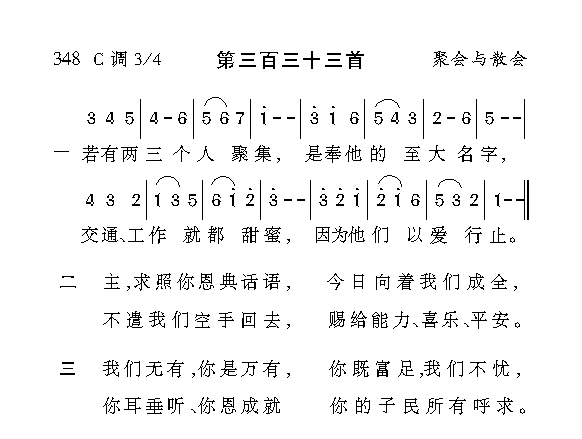 348 C调 3/4 第三百三十三首 聚会与散会
3 4 5|4-6|5 6 7|i--|3̇ i 6|5 4 3|2-6|5--|
一 若有两三个人聚集，是奉他的至大名字，
4 3 2|1 3 5|6 i 2̇|3̇--|3̇ 2̇ i|2̇ i 6|5 3 2|1--‖
交通、工作就都甜蜜，因为他们以爱行止。
二 主，求照你恩典话语，今日向着我们成全，
不遣我们空手回去，赐给能力、喜乐、平安。
三 我们无有，你是万有，你既富足，我们不忧，
你耳垂听、你恩成就 你的子民所有呼求。